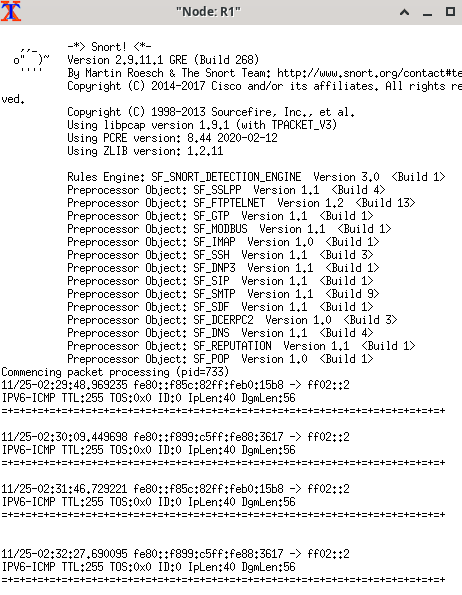 "Node: R1"
,,_     -*> Snort! <*-
o"  )~   Version 2.9.11.1 GRE (Build 268)
''''    By Martin Roesch & The Snort Team: http://www.snort.org/contact#te
Copyright (C) 2014-2017 Cisco and/or its affiliates. All rights re
ved.
Copyright (C) 1998-2013 Sourcefire, Inc., et al.
Using libpcap version 1.9.1 (with TPACKET_V3)
Using PCRE version: 8.44 2020-02-12
Using ZLIB version: 1.2.11
Rules Engine: SF_SNORT_DETECTION_ENGINE  Version 3.0  <Build 1>
Preprocessor Object: SF_SSLPP  Version 1.1  <Build 4>
Preprocessor Object: SF_FTPTELNET  Version 1.2  <Build 13>
Preprocessor Object: SF_GTP  Version 1.1  <Build 1>
Preprocessor Object: SF_MODBUS  Version 1.1  <Build 1>
Preprocessor Object: SF_IMAP  Version 1.0  <Build 1>
Preprocessor Object: SF_SSH  Version 1.1  <Build 3>
Preprocessor Object: SF_DNP3  Version 1.1  <Build 1>
Preprocessor Object: SF_SIP  Version 1.1  <Build 1>
Preprocessor Object: SF_SMTP  Version 1.1  <Build 9>
Preprocessor Object: SF_SDF  Version 1.1  <Build 1>
Preprocessor Object: SF_DCERPC2  Version 1.0  <Build 3>
Preprocessor Object: SF_DNS  Version 1.1  <Build 4>
Preprocessor Object: SF_REPUTATION  Version 1.1  <Build 1>
Preprocessor Object: SF_POP  Version 1.0  <Build 1>
Commencing packet processing (pid=733)
11/25-02:29:48.969235 fe80::f85c:82ff:feb0:15b8 -> ff02::2
IPV6-ICMP TTL:255 TOS:0x0 ID:0 IpLen:40 DgmLen:56
=+=+=+=+=+=+=+=+=+=+=+=+=+=+=+=+=+=+=+=+=+=+=+=+=+=+=+=+=+=+=+=+=+=+=+=+=+
11/25-02:30:09.449698 fe80::f899:c5ff:fe88:3617 -> ff02::2
IPV6-ICMP TTL:255 TOS:0x0 ID:0 IpLen:40 DgmLen:56
=+=+=+=+=+=+=+=+=+=+=+=+=+=+=+=+=+=+=+=+=+=+=+=+=+=+=+=+=+=+=+=+=+=+=+=+=+
11/25-02:31:46.729221 fe80::f85c:82ff:feb0:15b8 -> ff02::2
IPV6-ICMP TTL:255 TOS:0x0 ID:0 IpLen:40 DgmLen:56
=+=+=+=+=+=+=+=+=+=+=+=+=+=+=+=+=+=+=+=+=+=+=+=+=+=+=+=+=+=+=+=+=+=+=+=+=+
11/25-02:32:27.690095 fe80::f899:c5ff:fe88:3617 -> ff02::2
IPV6-ICMP TTL:255 TOS:0x0 ID:0 IpLen:40 DgmLen:56
=+=+=+=+=+=+=+=+=+=+=+=+=+=+=+=+=+=+=+=+=+=+=+=+=+=+=+=+=+=+=+=+=+=+=+=+=+